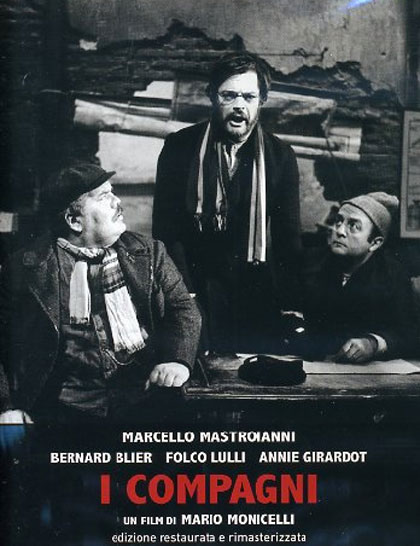 MARCELLO MASTROIANNI
BERNARD BLIER FOLCO LULLI ANNIE GIRARDOT
I COMPAGNI
UN FILM DI MARIO MONICELLI
edizione restaurata e rimasterizzata